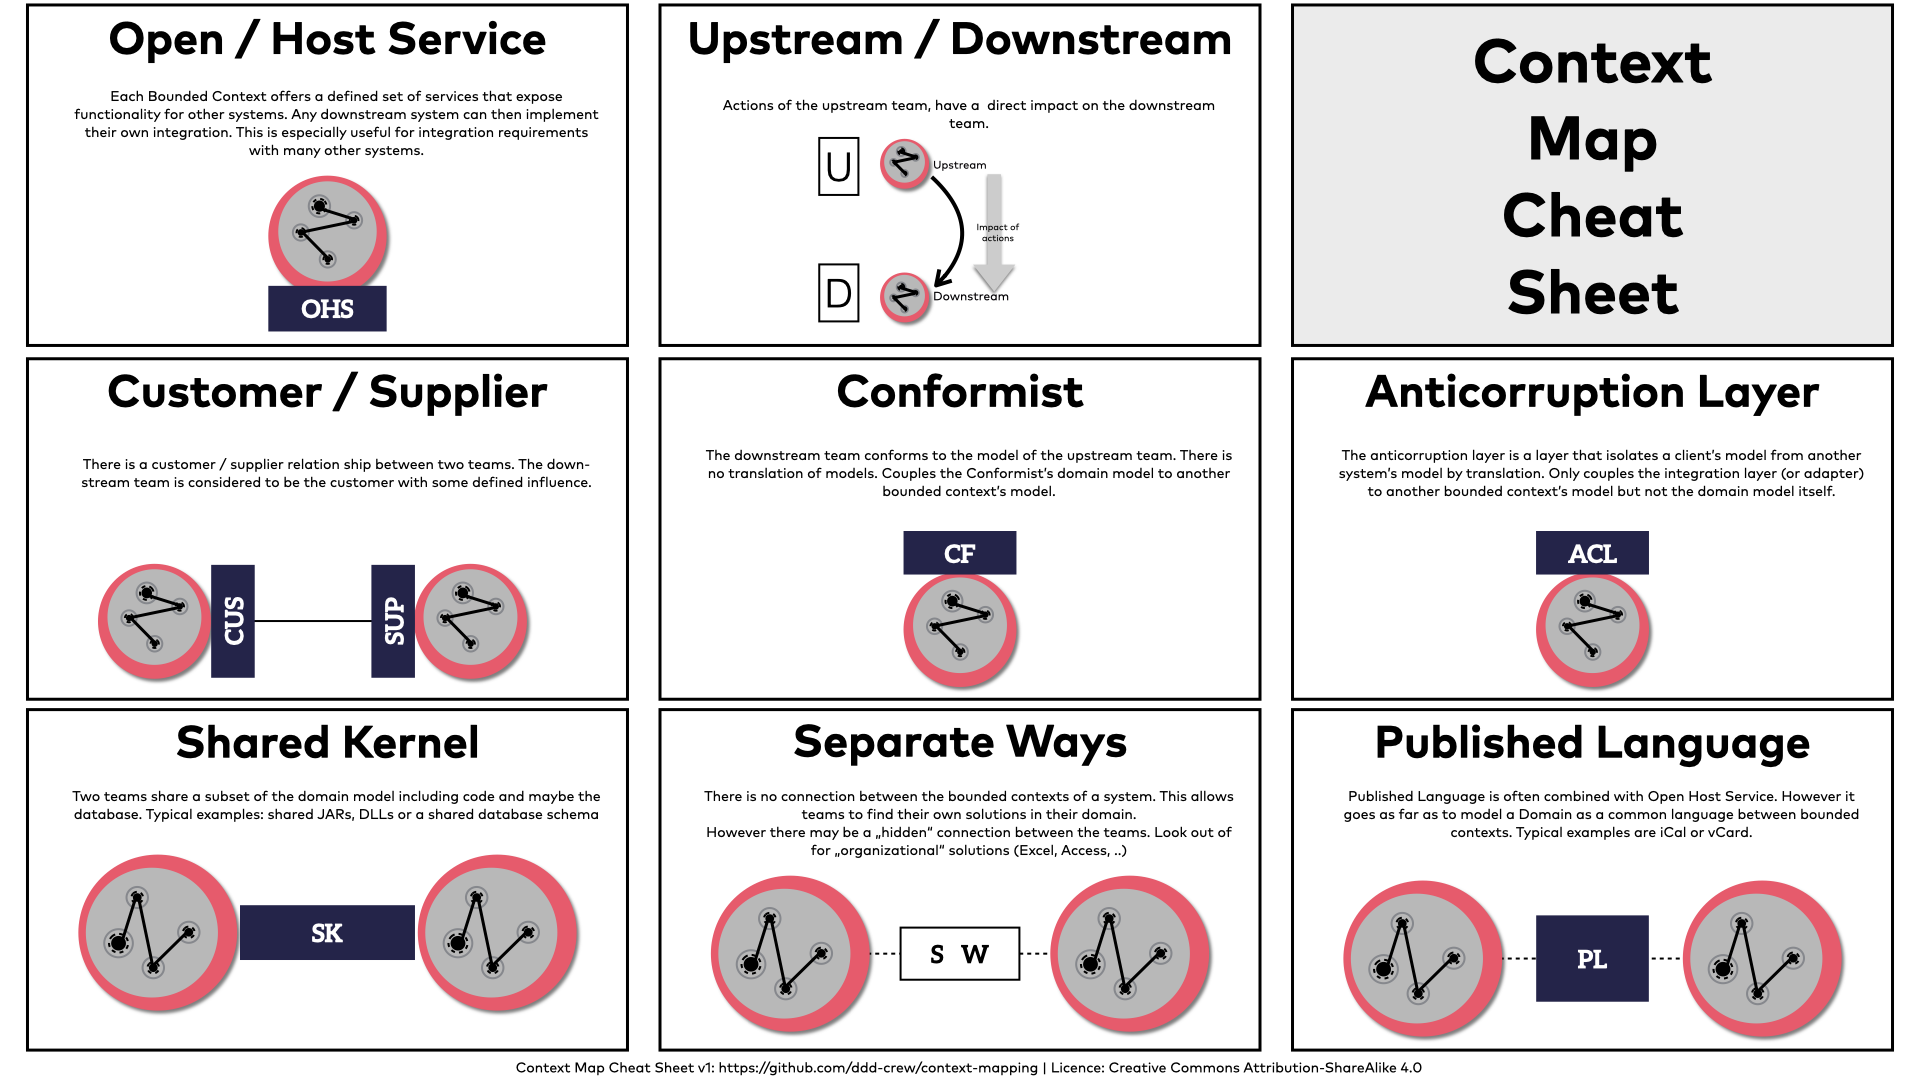 Open / Host Service
Each Bounded Context offers a defined set of services that expose
functionality for other systems. Any downstream system can then implement
their own integration. This is especially useful for integration requirements
with many other systems.
OHS
Upstream / Downstream
Actions of the upstream team, have a  direct impact on the downstream
team.
U
Upstream
Impact of
actions
D
Downstream
Context
Map
Cheat
Sheet
Customer / Supplier
There is a customer / supplier relation ship between two teams. The down-
stream team is considered to be the customer with some defined influence.
CUS
SUP
Conformist
The downstream team conforms to the model of the upstream team. There is
no translation of models. Couples the Conformist's domain model to another
bounded context's model.
CF
Anticorruption Layer
The anticorruption layer is a layer that isolates a client's model from another
system's model by translation. Only couples the integration layer (or adapter)
to another bounded context's model but not the domain model itself.
ACL
Shared Kernel
Two teams share a subset of the domain model including code and maybe the
database. Typical examples: shared JARs, DLLs or a shared database schema
SK
Separate Ways
There is no connection between the bounded contexts of a system. This allows
teams to find their own solutions in their domain.
However there may be a „hidden“ connection between the teams. Look out of
for „organizational“ solutions (Excel, Access, ..)
S W
Published Language
Published Language is often combined with Open Host Service. However it
goes as far as to model a Domain as a common language between bounded
contexts. Typical examples are iCal or vCard.
PL
Context Map Cheat Sheet v1: https://github.com/ddd-crew/context-mapping | Licence: Creative Commons Attribution-ShareAlike 4.0